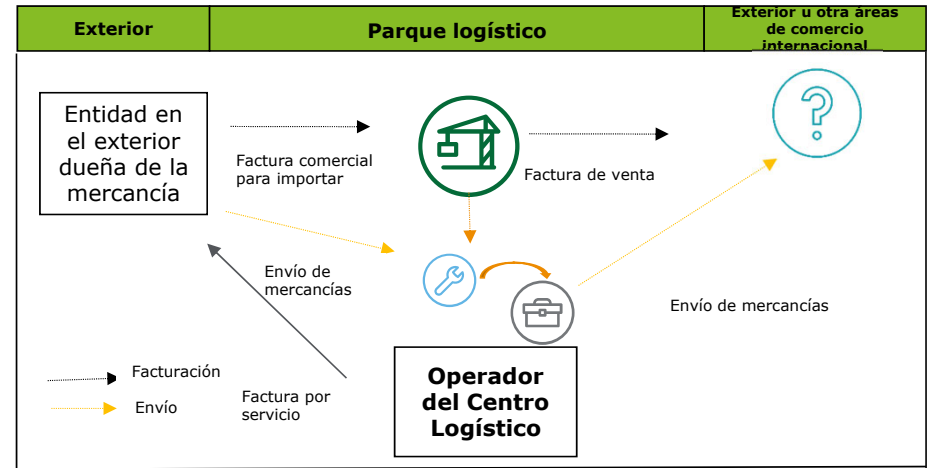 Exterior
Parque logístico
Exterior u otra áreas
de comercio
internacional
Entidad en
el exterior
dueña de la
mercancía
Factura comercial
para importar
Factura de venta
Envío de
mercancías
Envío de mercancías
Facturación
Envío
Factura por
servicio
Operador
del Centro
Logístico